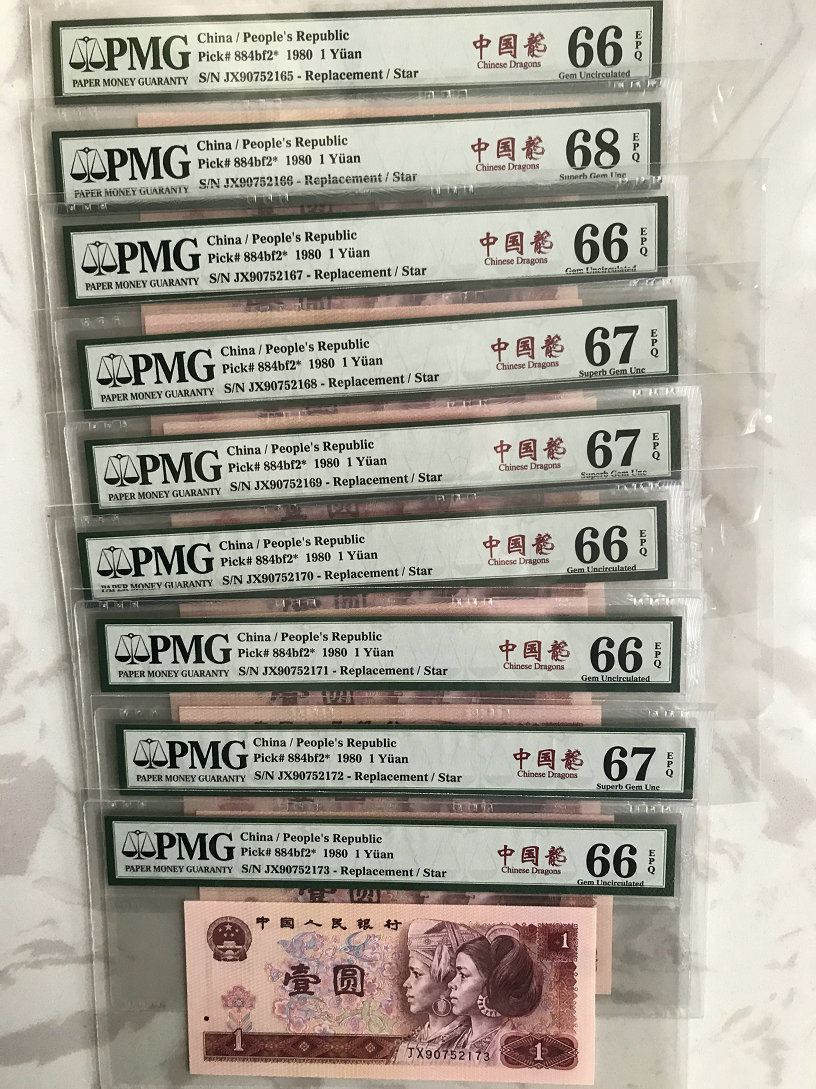 PMG
PAPER MONEY GUARANTY
China / People's Republic
Pick# 884bf2* 1980 1 Yüan
S/N JX90752165 - Replacement / Star
中国龍
Chinese Dragons
66
EPQ
Gem Uncirculated
PMG
PAPER MONEY GUARANTY
China / People's Republic
Pick# 884bf2* 1980 1 Yüan
S/N JX90752166 - Replacement / Star
中国龍
Chinese Dragons
68
EPQ
Superb Gem Unc
PMG
PAPER MONEY GUARANTY
China / People's Republic
Pick# 884bf2* 1980 1 Yüan
S/N JX90752167 - Replacement / Star
中国龍
Chinese Dragons
66
EPQ
Gem Uncirculated
PMG
PAPER MONEY GUARANTY
China / People's Republic
Pick# 884bf2* 1980 1 Yüan
S/N JX90752168 - Replacement / Star
中国龍
Chinese Dragons
67
EPQ
Superb Gem Unc
PMG
PAPER MONEY GUARANTY
China / People's Republic
Pick# 884bf2* 1980 1 Yüan
S/N JX90752169 - Replacement / Star
中国龍
Chinese Dragons
67
EPQ
Superb Gem Unc
PMG
PAPER MONEY GUARANTY
China / People's Republic
Pick# 884bf2* 1980 1 Yüan
S/N JX90752170 - Replacement / Star
中国龍
Chinese Dragons
66
EPQ
Gem Uncirculated
PMG
PAPER MONEY GUARANTY
China / People's Republic
Pick# 884bf2* 1980 1 Yüan
S/N JX90752171 - Replacement / Star
中国龍
Chinese Dragons
66
EPQ
Gem Uncirculated
PMG
PAPER MONEY GUARANTY
China / People's Republic
Pick# 884bf2* 1980 1 Yüan
S/N JX90752172 - Replacement / Star
中国龍
Chinese Dragons
67
EPQ
Superb Gem Unc
PMG
PAPER MONEY GUARANTY
China / People's Republic
Pick# 884bf2* 1980 1 Yüan
S/N JX90752173 - Replacement / Star
中国龍
Chinese Dragons
66
EPQ
Gem Uncirculated
中国人民银行
1
壹圆
1
JX90752173
1